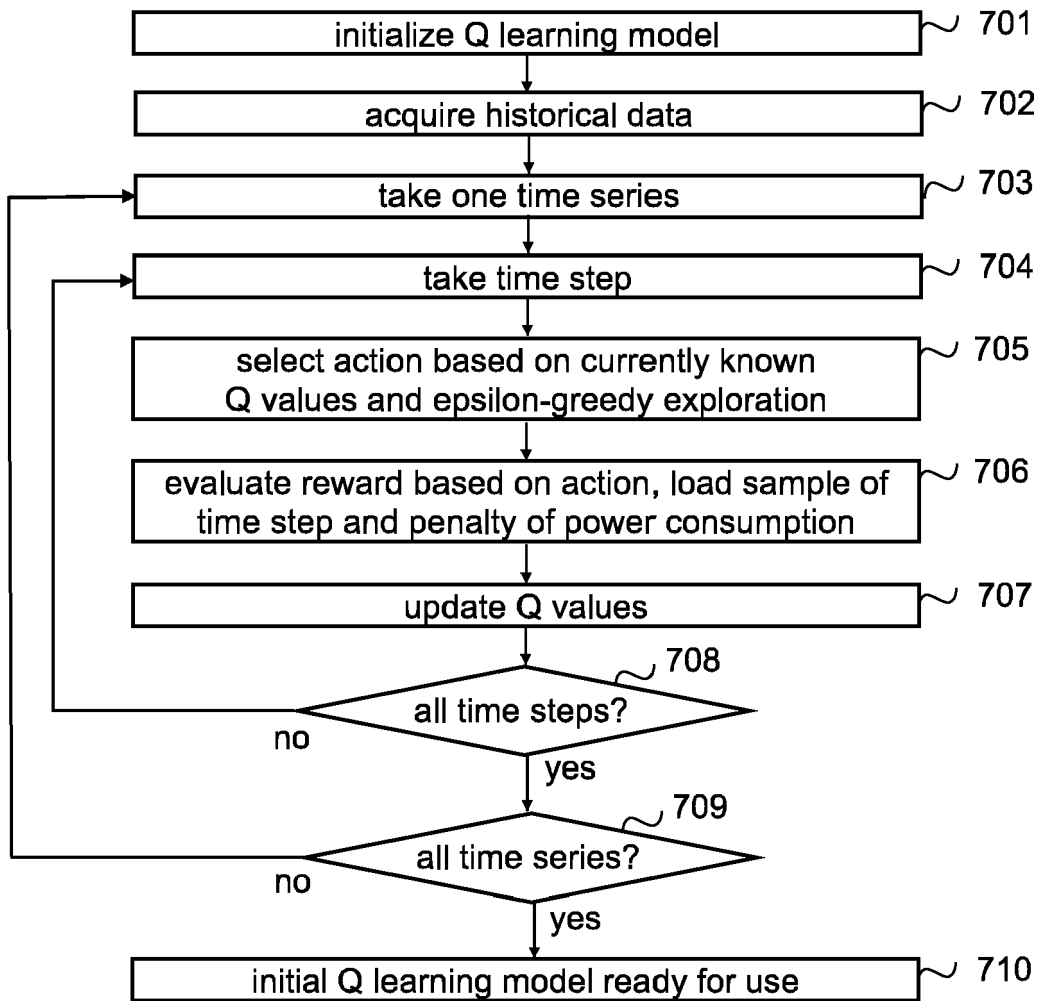 initialize Q learning model
701
acquire historical data
702
take one time series
703
take time step
704
select action based on currently known
Q values and epsilon-greedy exploration
705
evaluate reward based on action, load sample of
time step and penalty of power consumption
706
update Q values
707
708
all time steps?
no
yes
709
all time series?
no
yes
initial Q learning model ready for use
710